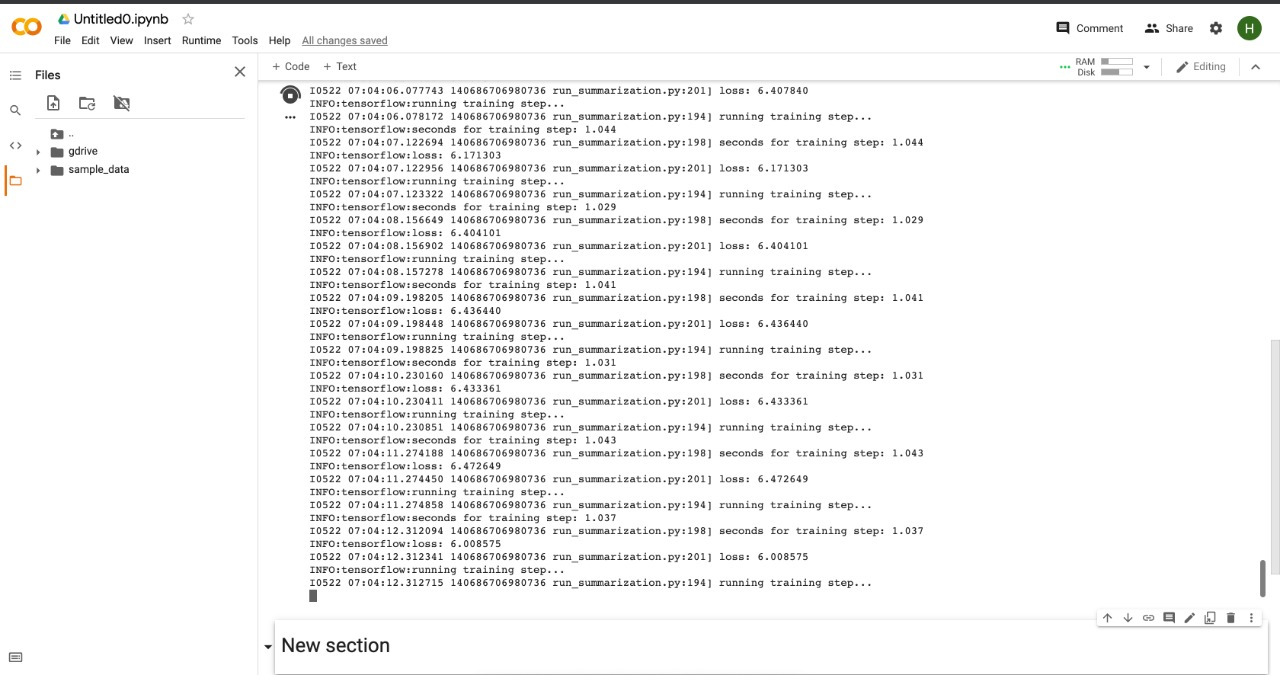 Untitled0.ipynb
File Edit View Insert Runtime Tools Help All changes saved
Comment Share H
Files
+ Code + Text
RAM
Disk
Editing
..
gdrive
sample_data
I0522 07:04:06.077743 140686706980736 run_summarization.py:201] loss: 6.407840
INFO:tensorflow:running training step...
I0522 07:04:06.078172 140686706980736 run_summarization.py:194] running training step...
INFO:tensorflow:seconds for training step: 1.044
I0522 07:04:07.122694 140686706980736 run_summarization.py:198] seconds for training step: 1.044
INFO:tensorflow:loss: 6.171303
I0522 07:04:07.122956 140686706980736 run_summarization.py:201] loss: 6.171303
INFO:tensorflow:running training step...
I0522 07:04:07.123322 140686706980736 run_summarization.py:194] running training step...
INFO:tensorflow:seconds for training step: 1.029
I0522 07:04:08.156649 140686706980736 run_summarization.py:198] seconds for training step: 1.029
INFO:tensorflow:loss: 6.404101
I0522 07:04:08.156902 140686706980736 run_summarization.py:201] loss: 6.404101
INFO:tensorflow:running training step...
I0522 07:04:08.157278 140686706980736 run_summarization.py:194] running training step...
INFO:tensorflow:seconds for training step: 1.041
I0522 07:04:09.198205 140686706980736 run_summarization.py:198] seconds for training step: 1.041
INFO:tensorflow:loss: 6.436440
I0522 07:04:09.198448 140686706980736 run_summarization.py:201] loss: 6.436440
INFO:tensorflow:running training step...
I0522 07:04:09.198825 140686706980736 run_summarization.py:194] running training step...
INFO:tensorflow:seconds for training step: 1.031
I0522 07:04:10.230160 140686706980736 run_summarization.py:198] seconds for training step: 1.031
INFO:tensorflow:loss: 6.433361
I0522 07:04:10.230411 140686706980736 run_summarization.py:201] loss: 6.433361
INFO:tensorflow:running training step...
I0522 07:04:10.230851 140686706980736 run_summarization.py:194] running training step...
INFO:tensorflow:seconds for training step: 1.043
I0522 07:04:11.274188 140686706980736 run_summarization.py:198] seconds for training step: 1.043
INFO:tensorflow:loss: 6.472649
I0522 07:04:11.274450 140686706980736 run_summarization.py:201] loss: 6.472649
INFO:tensorflow:running training step...
I0522 07:04:11.274858 140686706980736 run_summarization.py:194] running training step...
INFO:tensorflow:seconds for training step: 1.037
I0522 07:04:12.312094 140686706980736 run_summarization.py:198] seconds for training step: 1.037
INFO:tensorflow:loss: 6.008575
I0522 07:04:12.312341 140686706980736 run_summarization.py:201] loss: 6.008575
INFO:tensorflow:running training step...
I0522 07:04:12.312715 140686706980736 run_summarization.py:194] running training step...
New section